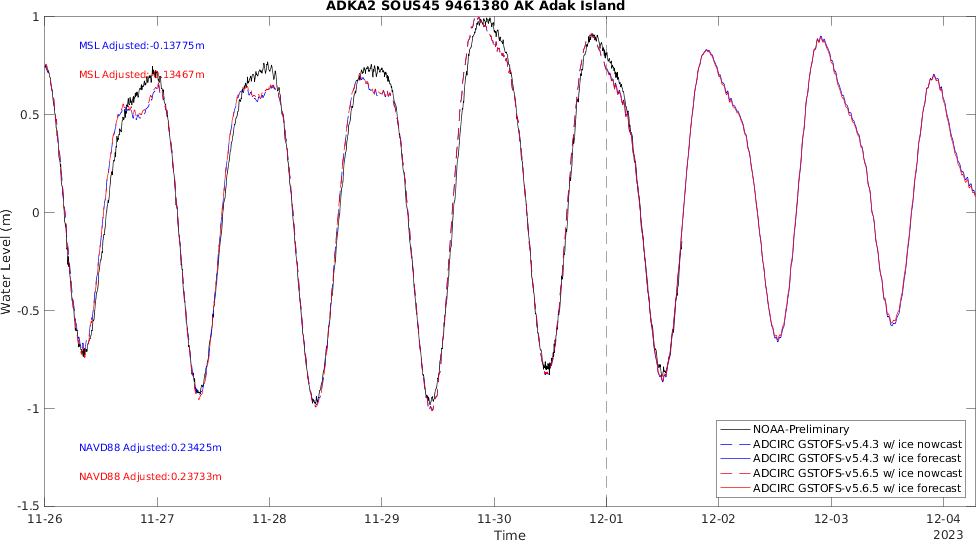 ADKA2 SOUS45 9461380 AK Adak Island
MSL Adjusted:-0.13775m
MSL Adjusted:-0.13467m
NAVD88 Adjusted:0.23425m
NAVD88 Adjusted:0.23733m
Water Level (m)
1
0.5
0
-0.5
-1
-1.5
NOAA-Preliminary
ADCIRC GSTOFS-v5.4.3 w/ ice nowcast
ADCIRC GSTOFS-v5.4.3 w/ ice forecast
ADCIRC GSTOFS-v5.6.5 w/ ice nowcast
ADCIRC GSTOFS-v5.6.5 w/ ice forecast
11-26 11-27 11-28 11-29 11-30 12-01 12-02 12-03 12-04
Time
2023